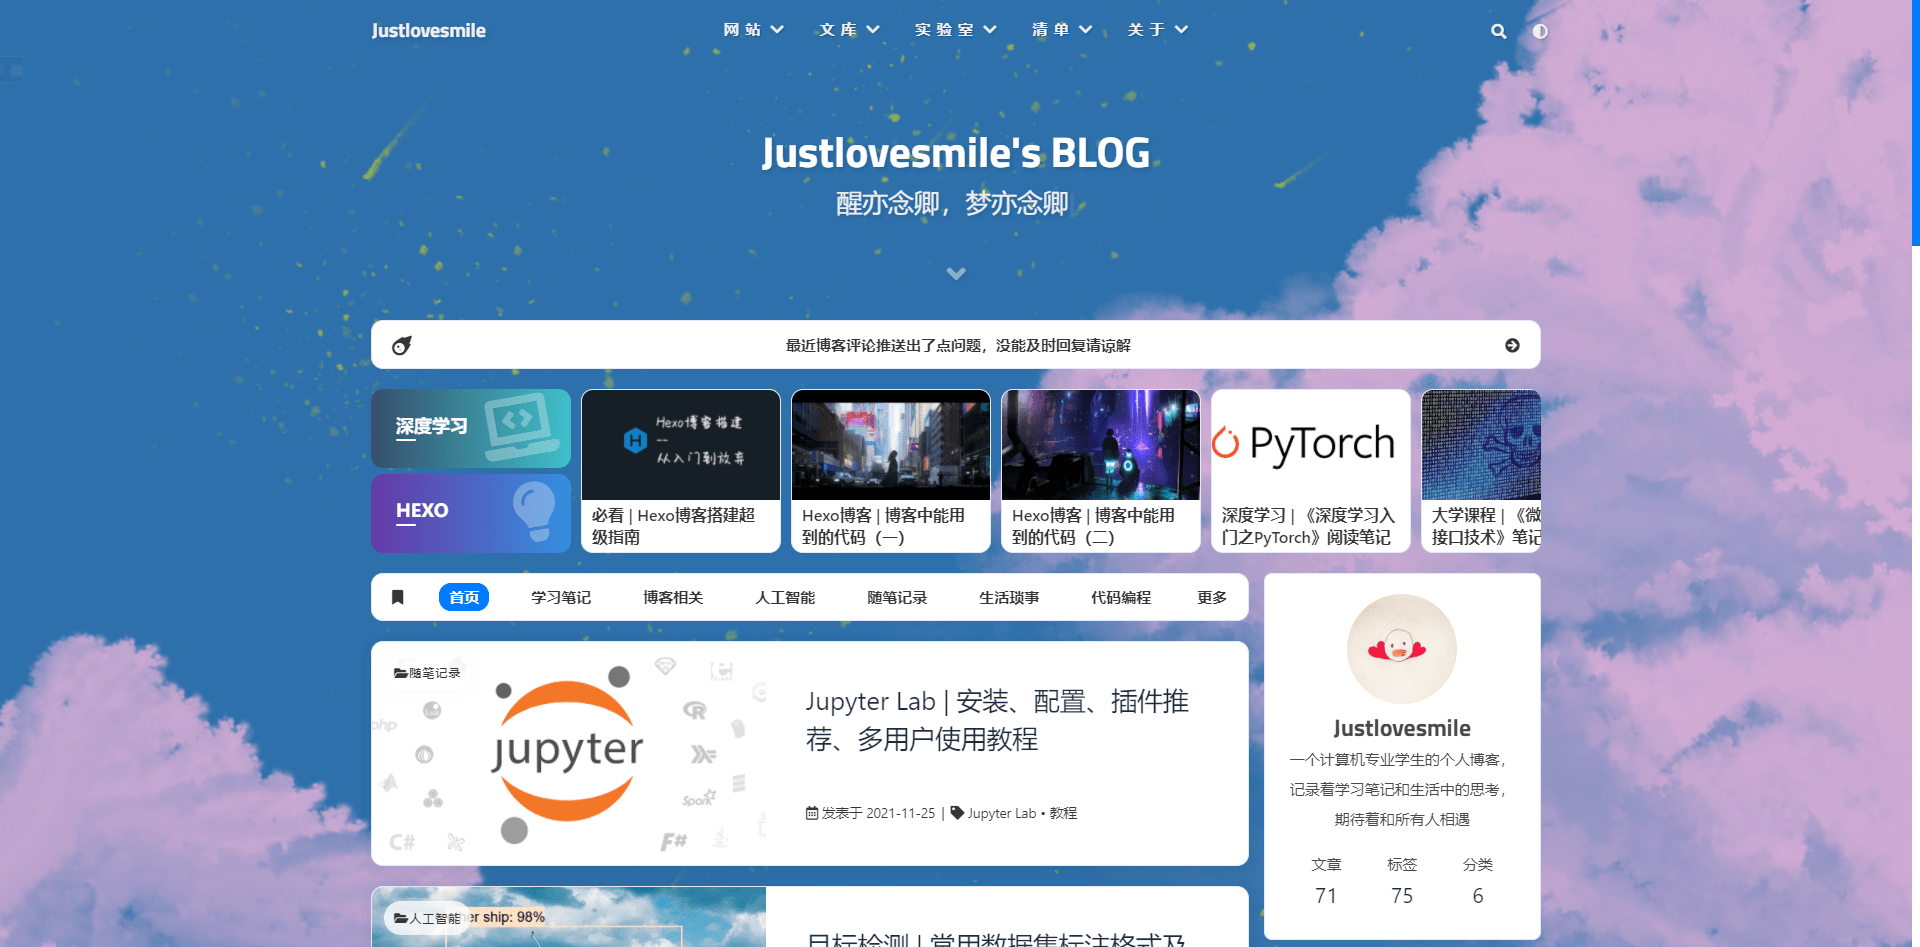 Justlovesmile
网站 文库 实验室 清单 关于
Justlovesmile's BLOG
醒亦念卿，梦亦念卿
最近博客评论推送出了点问题，没能及时回复请谅解
深度学习
HEXO
Hexo博客搭建
--
从入门到放弃
必看 | Hexo博客搭建超
级指南
Hexo博客 | 博客中能用
到的代码（一）
Hexo博客 | 博客中能用
到的代码（二）
PyTorch
深度学习 | 《深度学习入
门之PyTorch》阅读笔记
大学课程 | 《微
接口技术》笔记
首页 学习笔记 博客相关 人工智能 随笔记录 生活琐事 代码编程 更多
随笔记录
php
R
jupyter
Spark
C#
F#
Jupyter Lab | 安装、配置、插件推
荐、多用户使用教程
发表于 2021-11-25 | Jupyter Lab • 教程
人工智能
er ship: 98%
目标检测 | 常用数据集标注格式及
Justlovesmile
一个计算机专业学生的个人博客，
记录着学习笔记和生活中的思考，
期待着和所有人相遇
文章 标签 分类
71 75 6